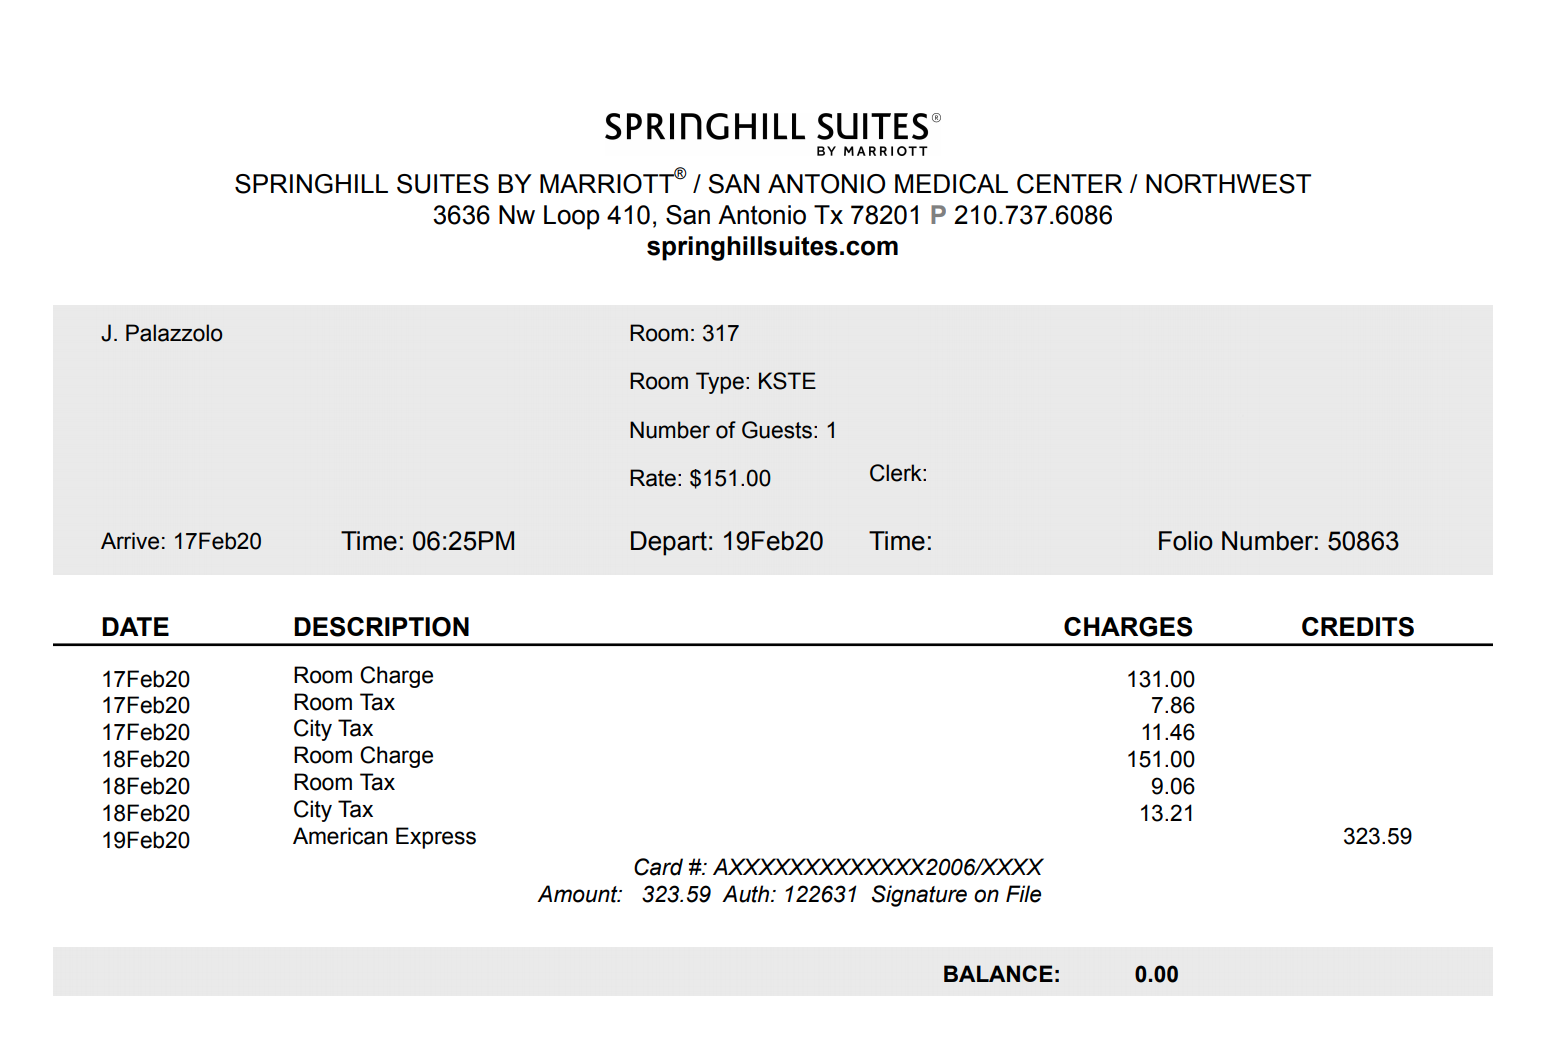 SPRINGHILL SUITES®
BY MARRIOTT
SPRINGHILL SUITES BY MARRIOTT® / SAN ANTONIO MEDICAL CENTER / NORTHWEST
3636 Nw Loop 410, San Antonio Tx 78201 P 210.737.6086
springhillsuites.com
J. Palazzolo Room: 317
Room Type: KSTE
Number of Guests: 1
Rate: $151.00 Clerk:
Arrive: 17Feb20 Time: 06:25PM Depart: 19Feb20 Time: Folio Number: 50863
DATE DESCRIPTION CHARGES CREDITS
17Feb20 Room Charge 131.00
17Feb20 Room Tax 7.86
17Feb20 City Tax 11.46
18Feb20 Room Charge 151.00
18Feb20 Room Tax 9.06
18Feb20 City Tax 13.21
19Feb20 American Express 323.59
Card #: AXXXXXXXXXXXXX2006/XXXX
Amount: 323.59 Auth: 122631 Signature on File
BALANCE: 0.00